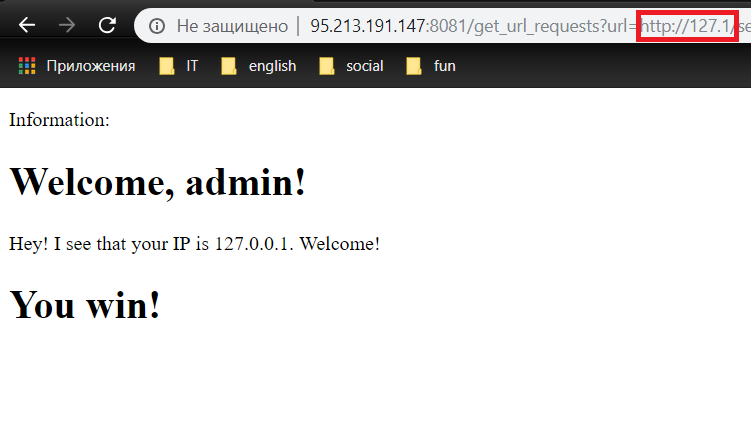 Не защищено | 95.213.191.147:8081/get_url_requests?url=http://127.1/se
Приложения IT english social fun
Information:
Welcome, admin!
Hey! I see that your IP is 127.0.0.1. Welcome!
You win!